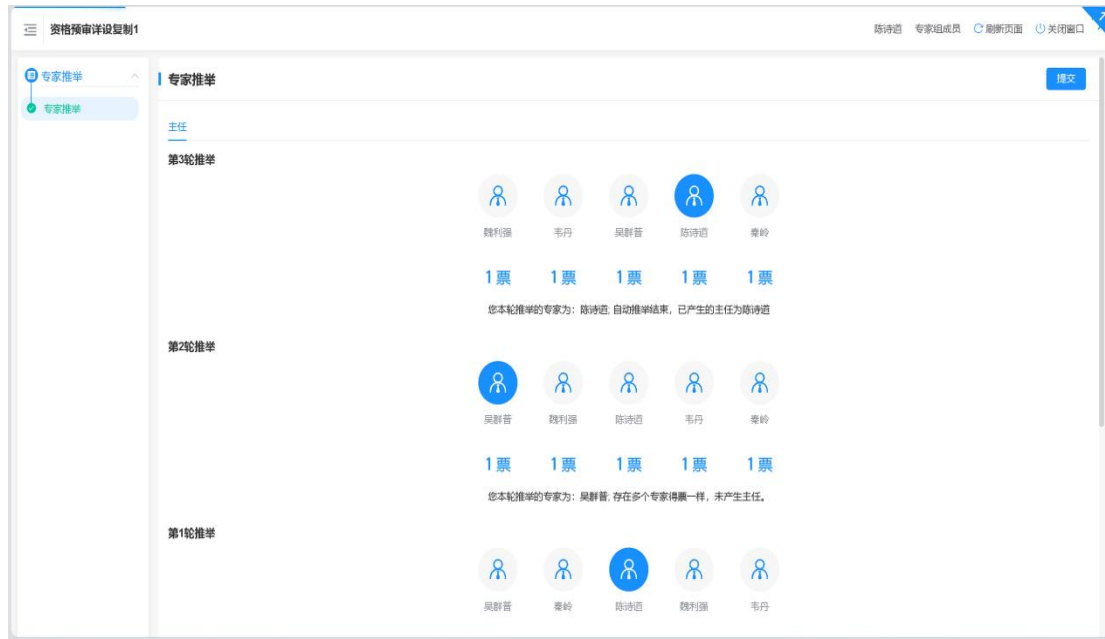 资格预审详设复制1
陈诗道 专家组成员 刷新页面 关闭窗口
专家推举
专家推举
专家推举
提交
主任
第3轮推举
魏利强 韦丹 吴群普 陈诗道 秦岭
1票 1票 1票 1票 1票
您本轮推举的专家为：陈诗道; 自动推举结束，已产生的主任为陈诗道
第2轮推举
吴群普 魏利强 陈诗道 韦丹 秦岭
1票 1票 1票 1票 1票
您本轮推举的专家为：吴群普; 存在多个专家得票一样，未产生主任。
第1轮推举
吴群普 秦岭 陈诗道 魏利强 韦丹